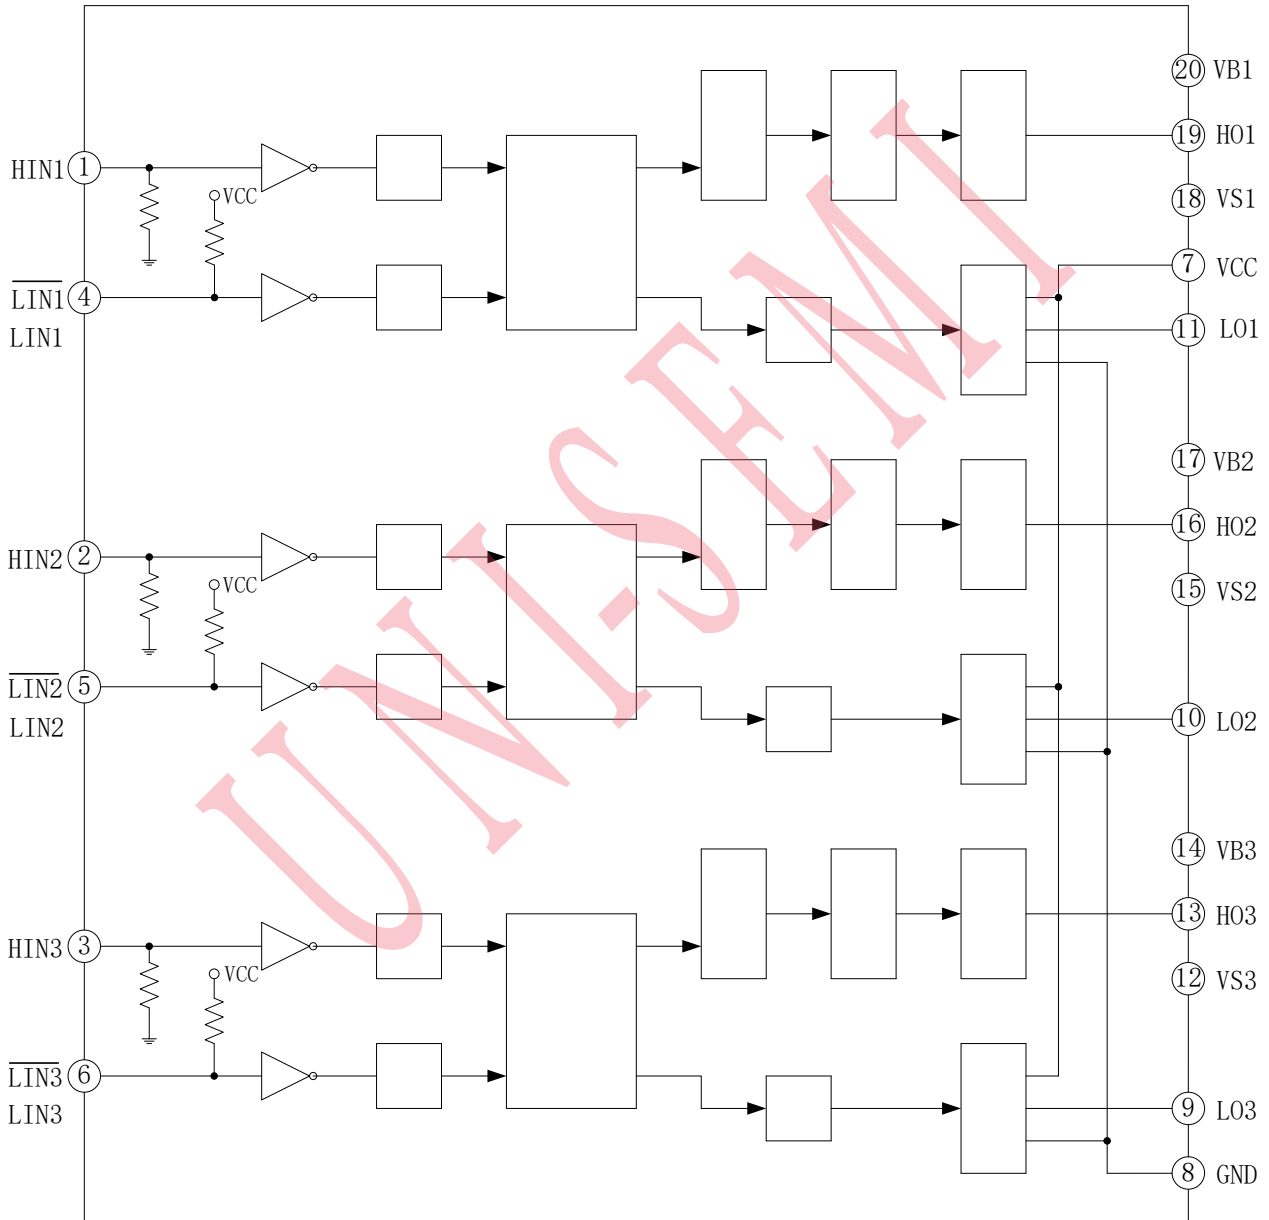 20 VB1
19 HO1
HIN1 1
VCC
18 VS1
7 VCC
LIN1 4
LIN1
11 LO1
UNI-SEMI
17 VB2
16 HO2
HIN2 2
VCC
15 VS2
LIN2 5
LIN2
10 LO2
14 VB3
13 HO3
HIN3 3
VCC
12 VS3
LIN3 6
LIN3
9 LO3
8 GND